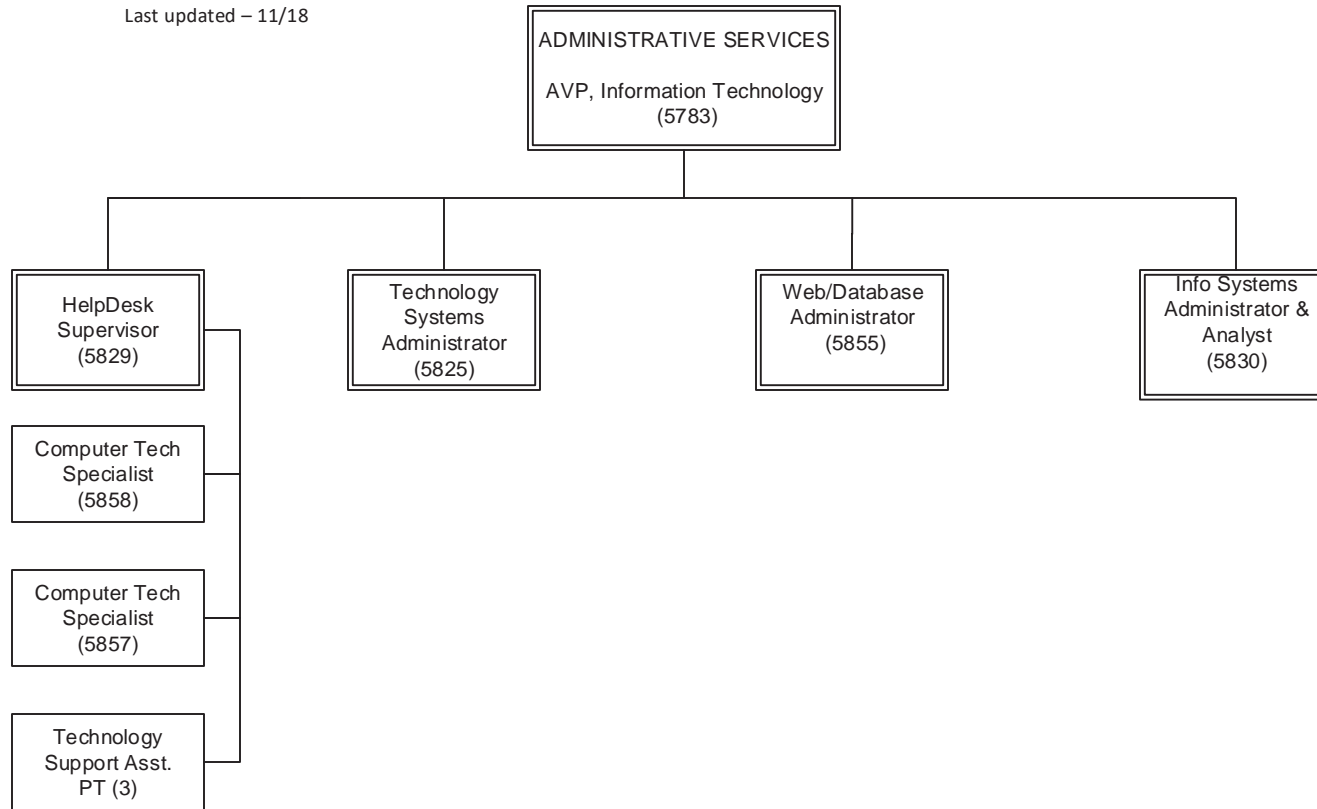 Last updated – 11/18
ADMINISTRATIVE SERVICES
AVP, Information Technology
(5783)
HelpDesk
Supervisor
(5829)
Technology
Systems
Administrator
(5825)
Web/Database
Administrator
(5855)
Info Systems
Administrator &
Analyst
(5830)
Computer Tech
Specialist
(5858)
Computer Tech
Specialist
(5857)
Technology
Support Asst.
PT (3)